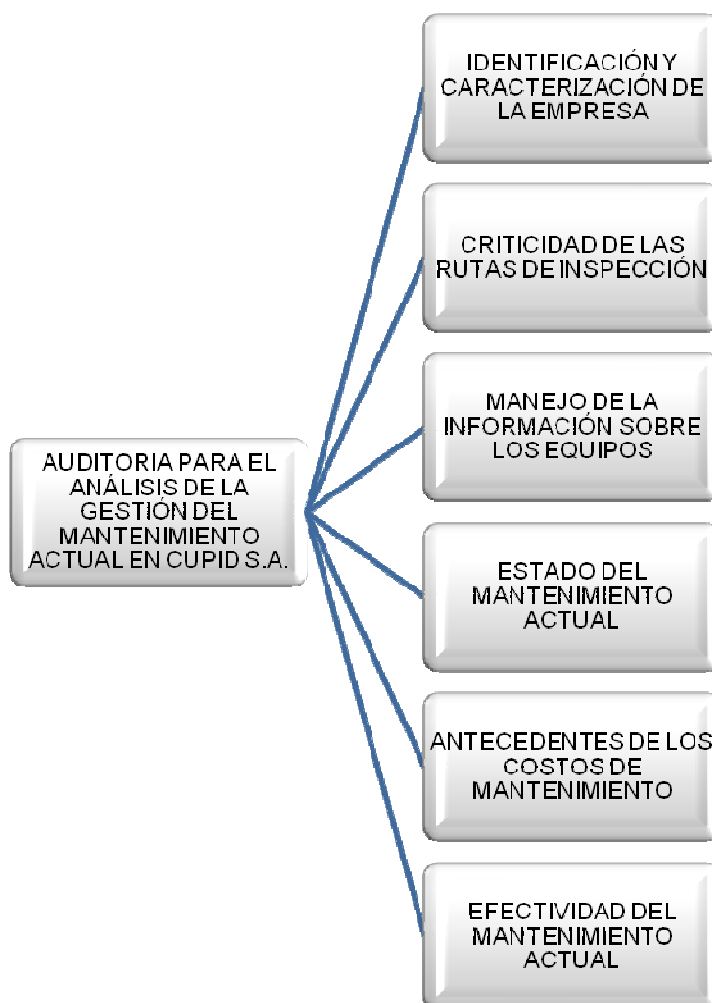 AUDITORIA PARA EL
ANÁLISIS DE LA
GESTIÓN DEL
MANTENIMIENTO
ACTUAL EN CUPID S.A.
IDENTIFICACIÓN Y
CARACTERIZACIÓN DE
LA EMPRESA
CRITICIDAD DE LAS
RUTAS DE INSPECCIÓN
MANEJO DE LA
INFORMACIÓN SOBRE
LOS EQUIPOS
ESTADO DEL
MANTENIMIENTO
ACTUAL
ANTECEDENTES DE LOS
COSTOS DE
MANTENIMIENTO
EFECTIVIDAD DEL
MANTENIMIENTO
ACTUAL